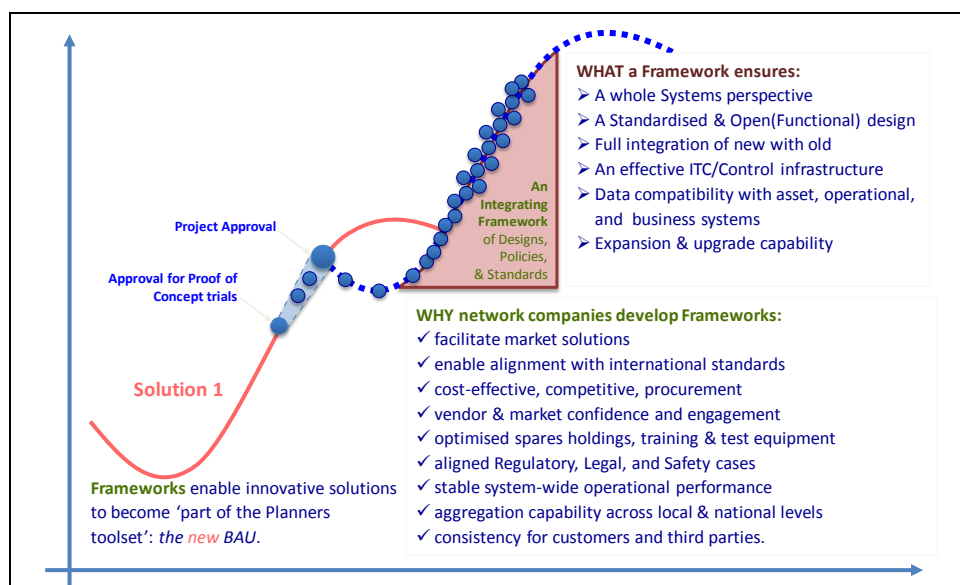 WHAT a Framework ensures:
➢ A whole Systems perspective
➢ A Standardised & Open(Functional) design
➢ Full integration of new with old
➢ An effective ITC/Control infrastructure
➢ Data compatibility with asset, operational,
and business systems
➢ Expansion & upgrade capability
An
Integrating
Framework
of Designs,
Policies,
& Standards
Project Approval
Approval for Proof of
Concept trials
Solution 1
WHY network companies develop Frameworks:
✓ facilitate market solutions
✓ enable alignment with international standards
✓ cost-effective, competitive, procurement
✓ vendor & market confidence and engagement
✓ optimised spares holdings, training & test equipment
✓ aligned Regulatory, Legal, and Safety cases
✓ stable system-wide operational performance
✓ aggregation capability across local & national levels
✓ consistency for customers and third parties.
Frameworks enable innovative solutions
to become ‘part of the Planners
toolset’: the new BAU.